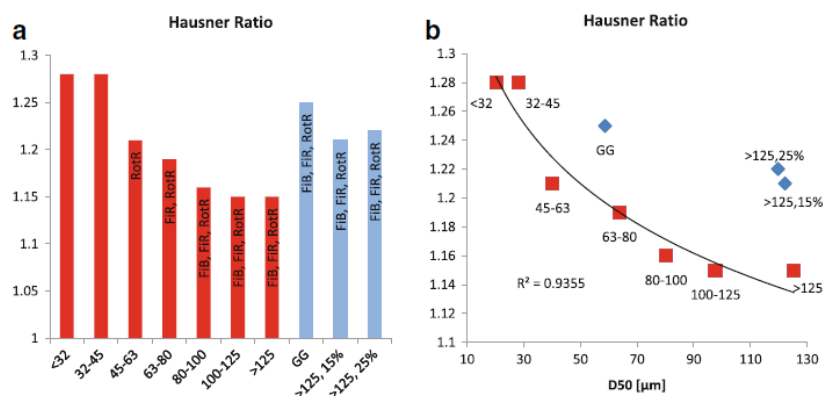 a
Hausner Ratio
1.3
1.25
1.2
1.15
1.1
1.05
1
RotR
FiR, RotR
FiB, FiR, RotR
FiB, FiR, RotR
FiB, FiR, RotR
FiB, FiR, RotR
FiB, FiR, RotR
FiB, FiR, RotR
<32
32-45
45-63
63-80
80-100
100-125
>125
GG
>125, 15%
>125, 25%
b
Hausner Ratio
1.3
1.28
1.26
1.24
1.22
1.2
1.18
1.16
1.14
1.12
1.1
<32
32-45
GG
>125,25%
45-63
>125,15%
63-80
80-100
R² = 0.9355
100-125
>125
10
30
50
70
90
110
130
D50 [µm]